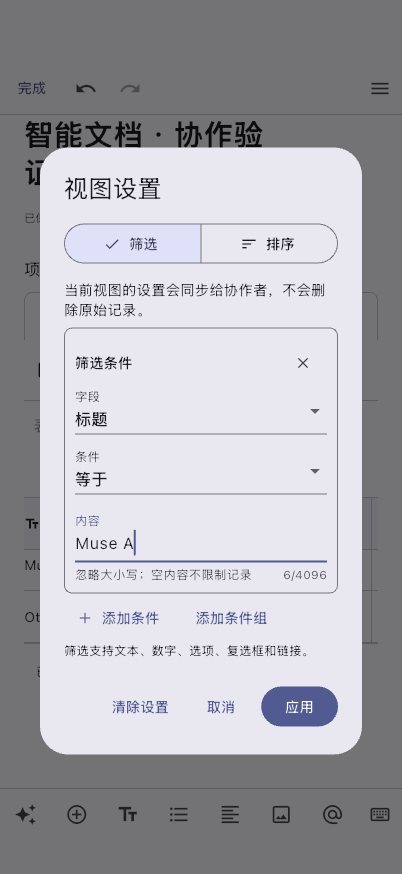 完成
智能文档 · 协作验
视图设置
筛选
排序
当前视图的设置会同步给协作者，不会删
除原始记录。
筛选条件
字段
标题
条件
等于
内容
Muse A
忽略大小写；空内容不限制记录
6/4096
添加条件
添加条件组
筛选支持文本、数字、选项、复选框和链接。
清除设置
取消
应用